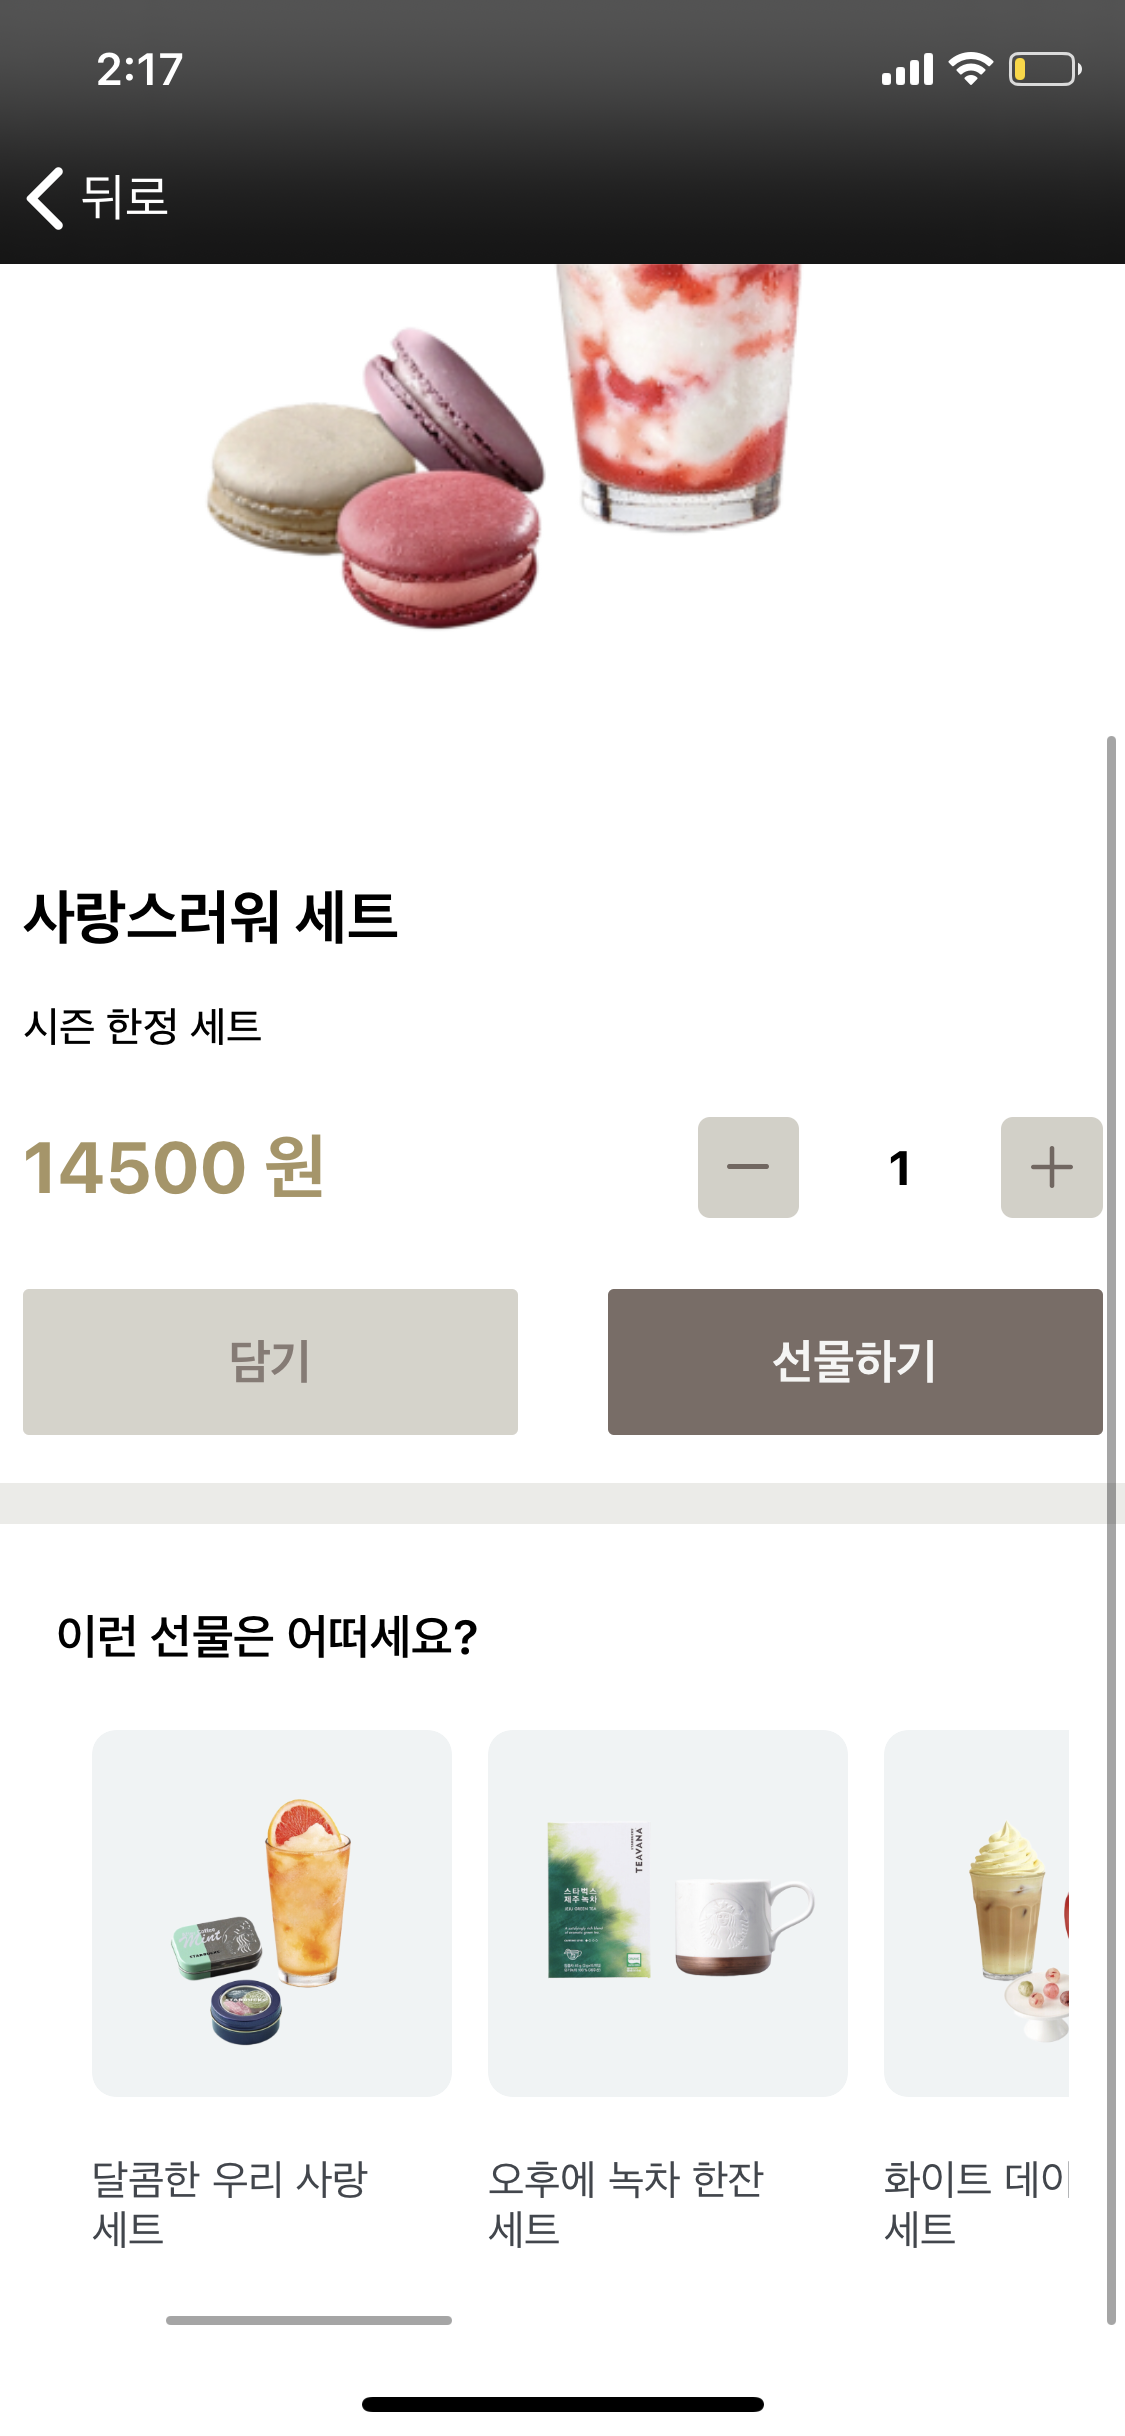 2:17
뒤로
사랑스러워 세트
시즌 한정 세트
14500 원
1
담기
선물하기
이런 선물은 어떠세요?
Mint
TEAVANA
스타벅스
제주 녹차
JEJU GREEN TEA
달콤한 우리 사랑
세트
오후에 녹차 한잔
세트
화이트 데이
세트